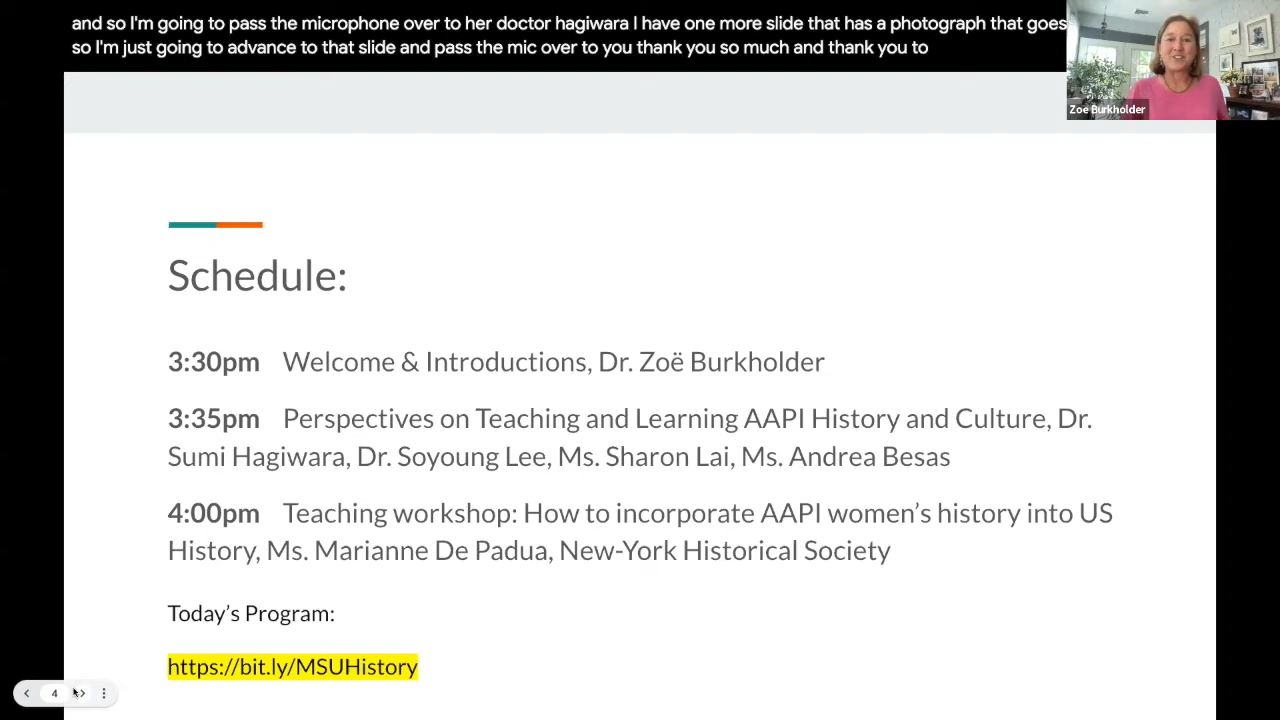 and so I'm going to pass the microphone over to her doctor hagiwara I have one more slide that has a photograph that goes
so I'm just going to advance to that slide and pass the mic over to you thank you so much and thank you to
Zoe Burkholder
Schedule:
3:30pm Welcome & Introductions, Dr. Zoë Burkholder
3:35pm Perspectives on Teaching and Learning AAPI History and Culture, Dr.
Sumi Hagiwara, Dr. Soyoung Lee, Ms. Sharon Lai, Ms. Andrea Besas
4:00pm Teaching workshop: How to incorporate AAPI women's history into US
History, Ms. Marianne De Padua, New-York Historical Society
Today's Program:
https://bit.ly/MSUHistory
4